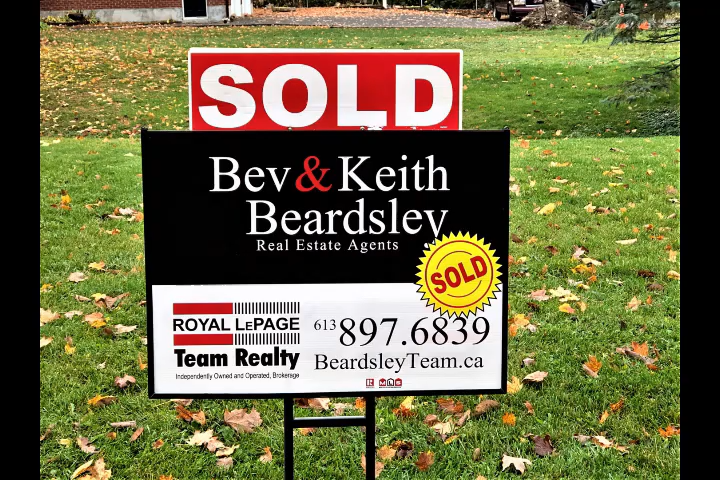 SOLD
Bev & Keith
Beardsley
Real Estate Agents
SOLD
ROYAL LEPAGE
Team Realty
Independently Owned and Operated, Brokerage
613 897.6839
BeardsleyTeam.ca
R MLS